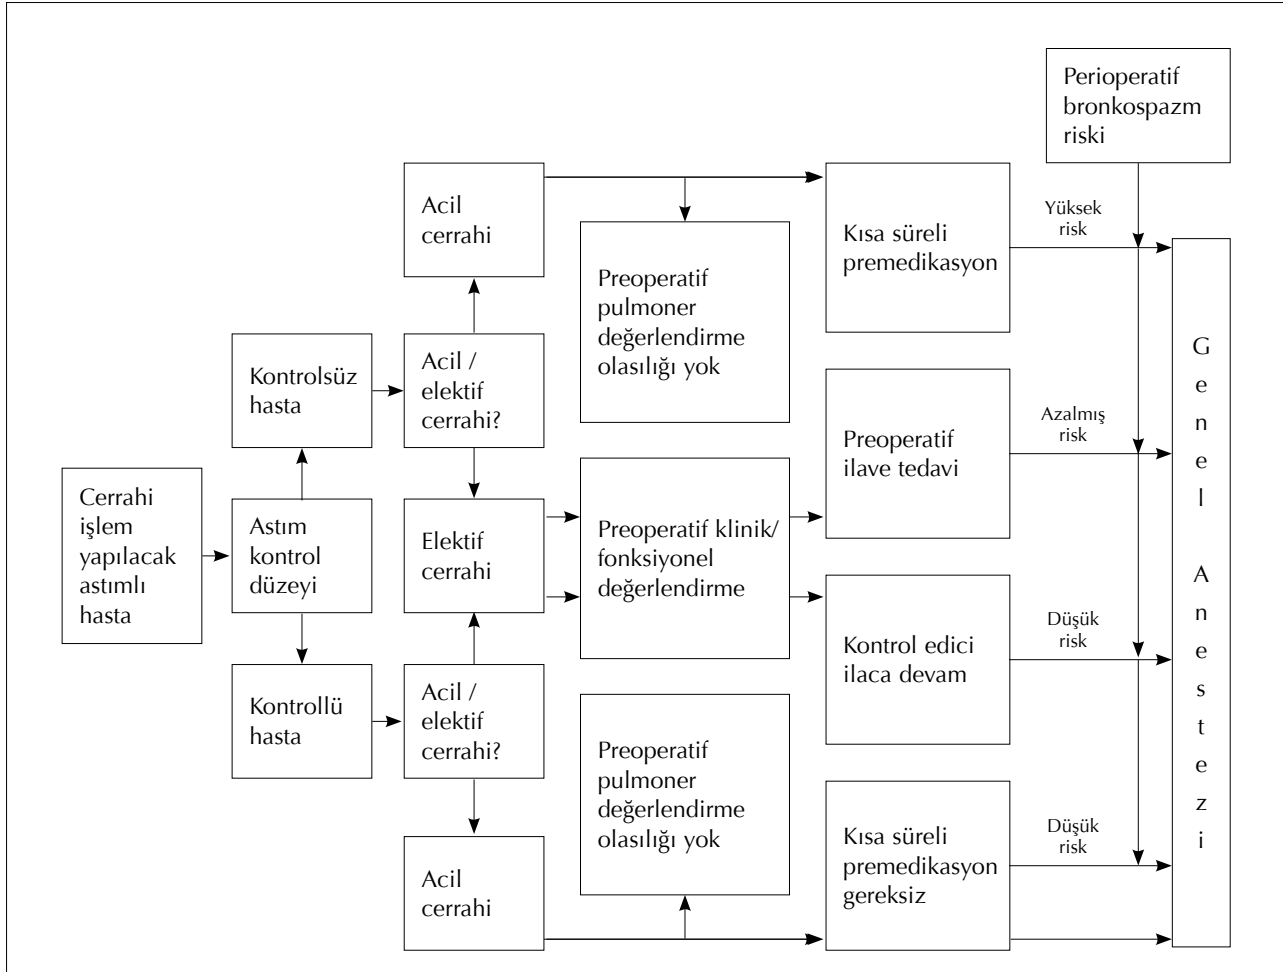 Perioperatif
bronkospazm
riski
Acil
cerrahi
Kısa süreli
premedikasyon
Yüksek
risk
Preoperatif
pulmoner
değerlendirme
olasılığı yok
Kontrolsüz
hasta
Acil /
elektif
cerrahi?
Preoperatif
ilave tedavi
Azalmış
risk
Cerrahi
işlem
yapılacak
astımlı
hasta
Astım
kontrol
düzeyi
Elektif
cerrahi
Preoperatif klinik/
fonksiyonel
değerlendirme
Kontrol edici
ilaca devam
Düşük
risk
Kontrollü
hasta
Acil /
elektif
cerrahi?
Preoperatif
pulmoner
değerlendirme
olasılığı yok
Acil
cerrahi
Kısa süreli
premedikasyon
gereksiz
Düşük
risk
Genel Anestezi